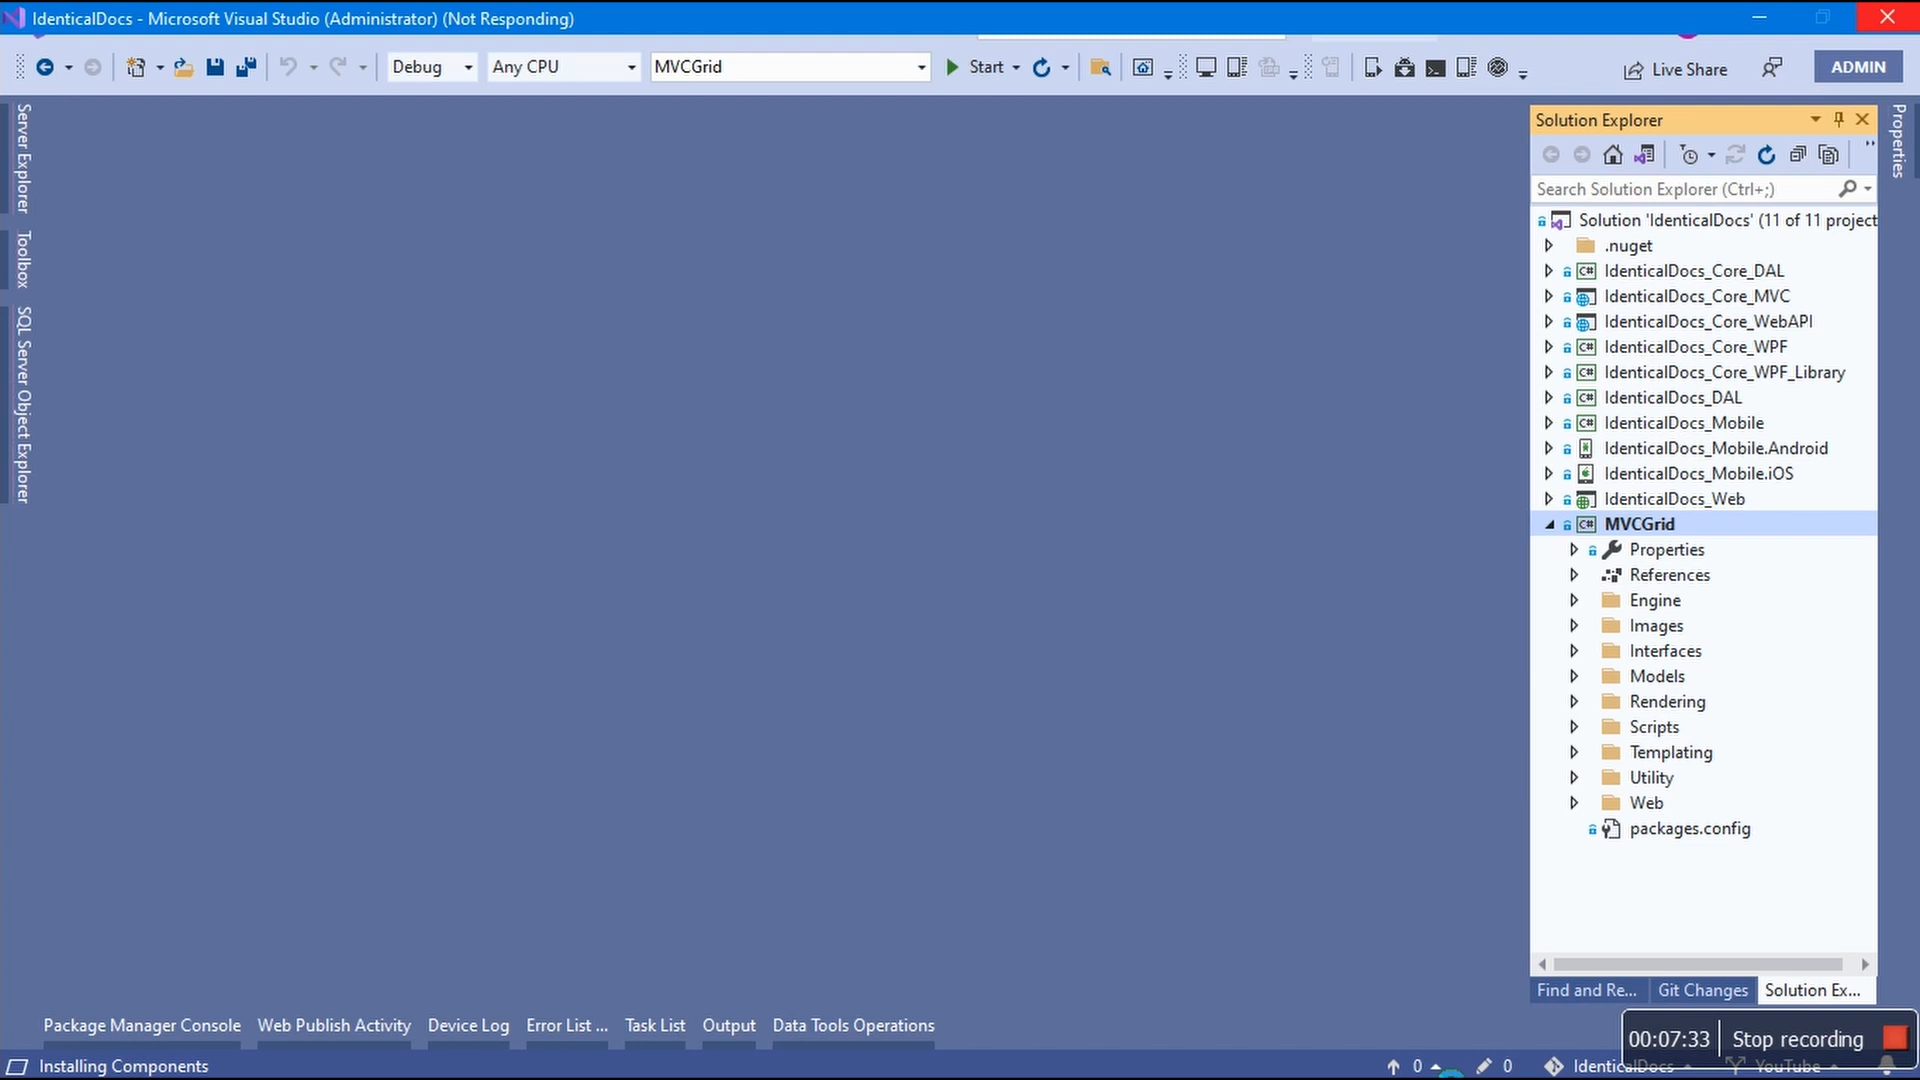 IdenticalDocs - Microsoft Visual Studio (Administrator) (Not Responding)
Debug
Any CPU
MVCGrid
Start
Live Share
ADMIN
Server Explorer
Toolbox
SQL Server Object Explorer
Solution Explorer
Properties
Search Solution Explorer (Ctrl+;)
Solution 'IdenticalDocs' (11 of 11 project
.nuget
C# IdenticalDocs_Core_DAL
IdenticalDocs_Core_MVC
IdenticalDocs_Core_WebAPI
C# IdenticalDocs_Core_WPF
C# IdenticalDocs_Core_WPF_Library
C# IdenticalDocs_DAL
C# IdenticalDocs_Mobile
IdenticalDocs_Mobile.Android
IdenticalDocs_Mobile.iOS
IdenticalDocs_Web
C# MVCGrid
Properties
References
Engine
Images
Interfaces
Models
Rendering
Scripts
Templating
Utility
Web
packages.config
Find and Re... Git Changes Solution Ex...
Package Manager Console Web Publish Activity Device Log Error List ... Task List Output Data Tools Operations
00:07:33 Stop recording
Installing Components
0 0 IdenticalDocs YouTube